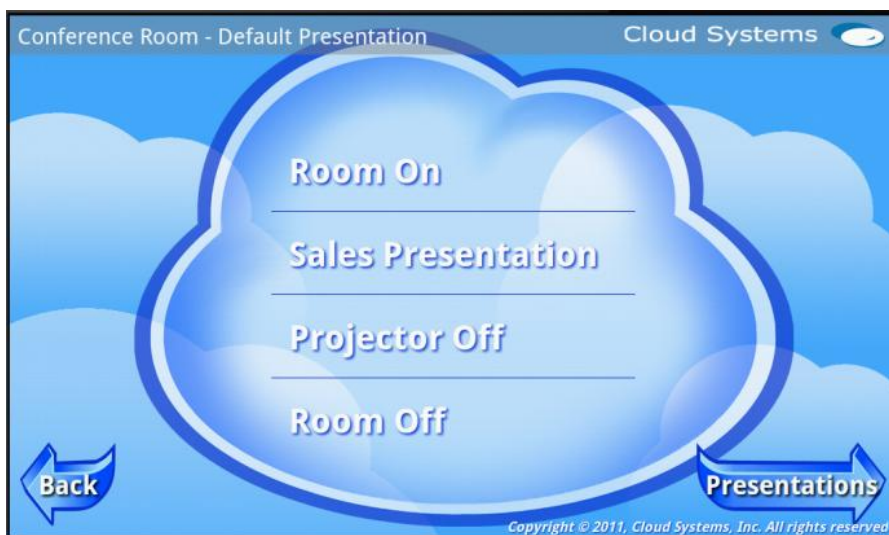 Conference Room - Default Presentation
Cloud Systems
Room On
Sales Presentation
Projector Off
Room Off
Back
Presentations
Copyright © 2011, Cloud Systems, Inc. All rights reserved